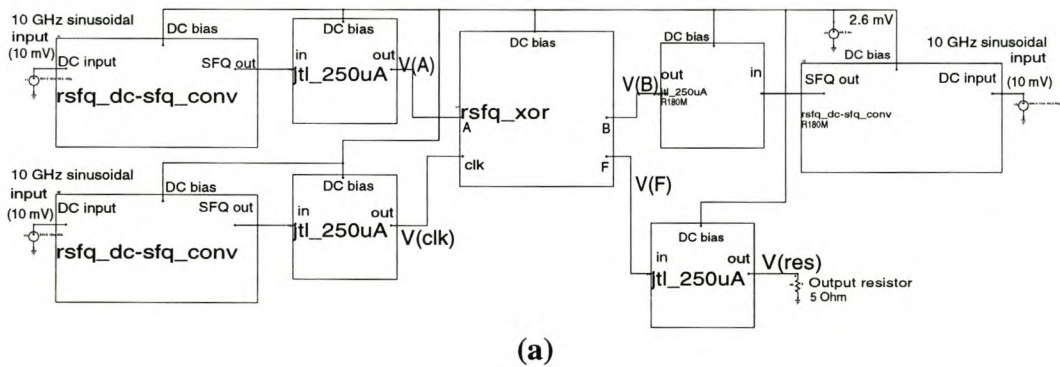 10 GHz sinusoidal
input
(10 mV)
DC bias
DC input
SFQ out
rsfq_dc-sfq_conv
DC bias
in
out
jtl_250uA
V(A)
DC bias
rsfq_xor
A
B
clk
F
V(B)
DC bias
out
in
jtl_250uA
R180M
2.6 mV
DC bias
SFQ out
DC input
rsfq_dc-sfq_conv
R180M
10 GHz sinusoidal
input
(10 mV)
10 GHz sinusoidal
input
(10 mV)
DC bias
DC input
SFQ out
rsfq_dc-sfq_conv
DC bias
in
out
jtl_250uA
V(clk)
V(F)
DC bias
in
out
jtl_250uA
V(res)
Output resistor
5 Ohm
(a)